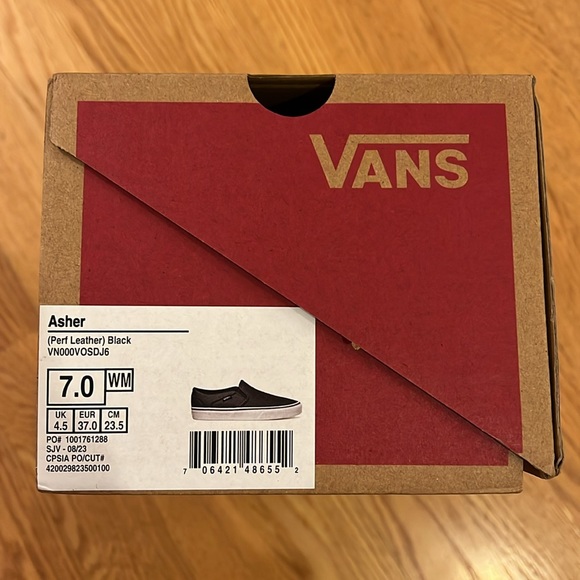 VANS
Asher
(Perf Leather) Black
VN000VOSDJ6
7.0 WM
UK EUR CM
4.5 37.0 23.5
PO# 1001761288
SJV - 08/23
CPSIA PO/CUT#
420029823500100
7 06421 48655 2